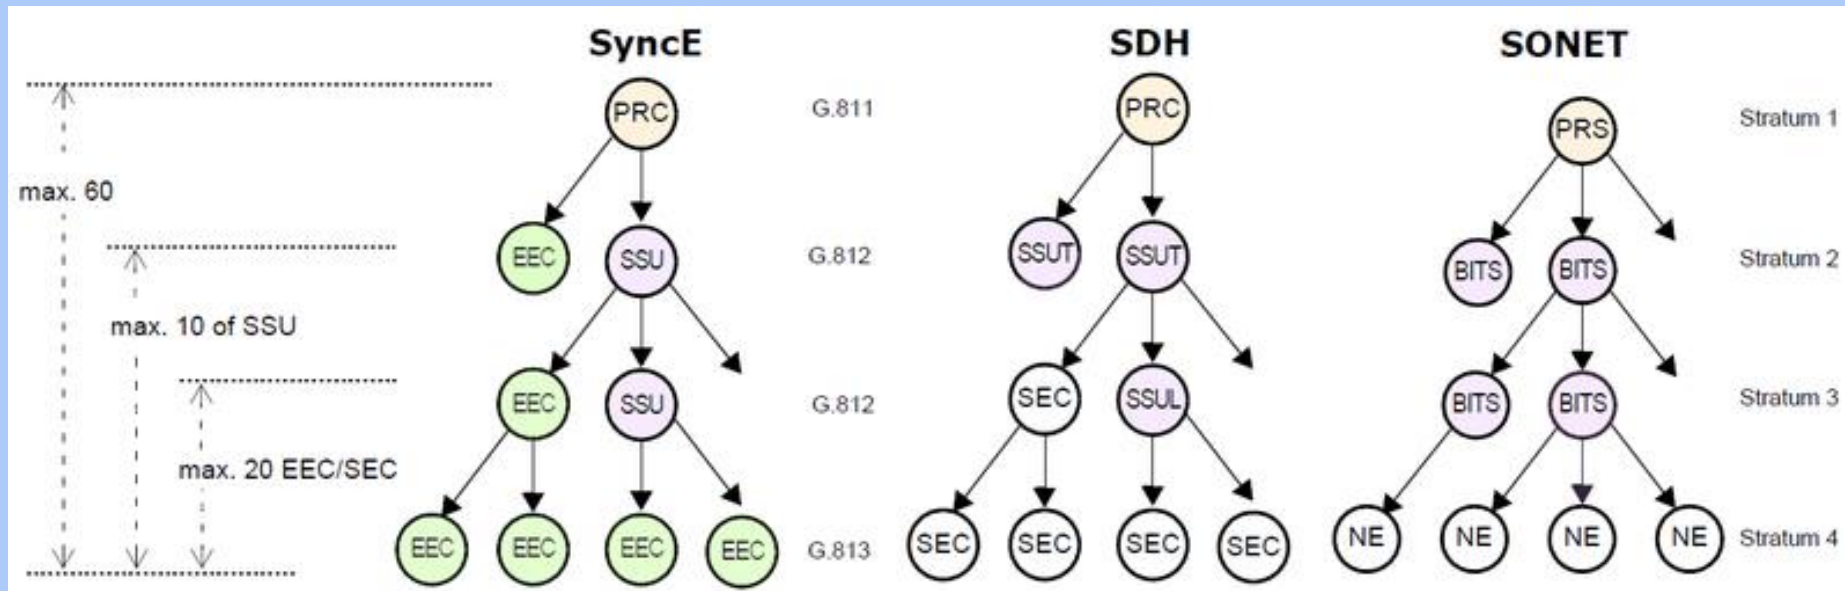 SyncE SDH SONET
PRC G.811 PRC PRS Stratum 1
max. 60
EEC SSU G.812 SSUT SSUT BITS BITS Stratum 2
max. 10 of SSU
EEC SSU G.812 SEC SSUL BITS BITS Stratum 3
max. 20 EEC/SEC
EEC EEC EEC EEC G.813 SEC SEC SEC SEC NE NE NE NE Stratum 4